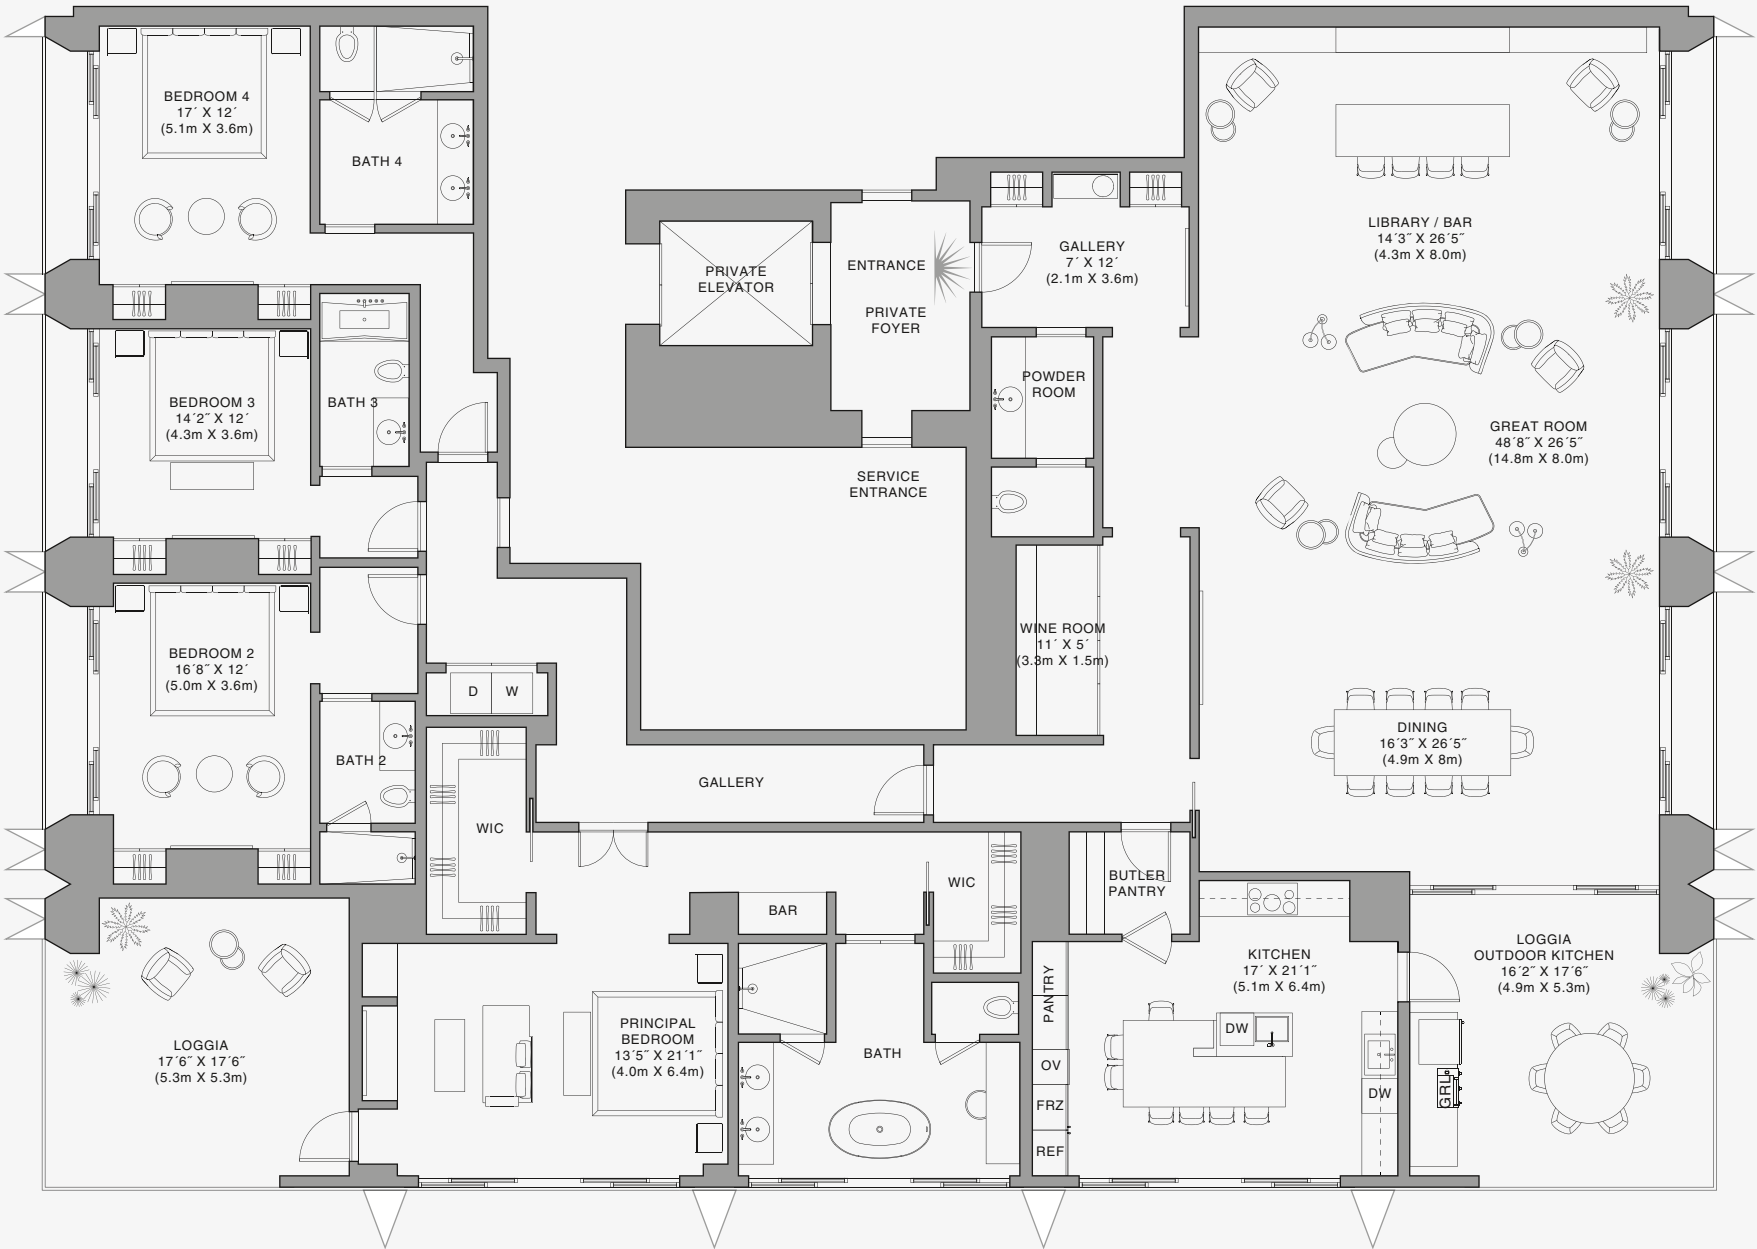 BEDROOM 4
17´ X 12´
(5.1m X 3.6m)
BATH 4
PRIVATE
ELEVATOR
ENTRANCE
PRIVATE
FOYER
GALLERY
7´ X 12´
(2.1m X 3.6m)
LIBRARY / BAR
14´3˝ X 26´5˝
(4.3m X 8.0m)
BEDROOM 3
14´2˝ X 12´
(4.3m X 3.6m)
BATH 3
POWDER
ROOM
GREAT ROOM
48´8˝ X 26´5˝
(14.8m X 8.0m)
SERVICE
ENTRANCE
BEDROOM 2
16´8˝ X 12´
(5.0m X 3.6m)
D
W
WINE ROOM
11´ X 5´
(3.3m X 1.5m)
BATH 2
GALLERY
DINING
16´3˝ X 26´5˝
(4.9m X 8m)
WIC
WIC
BUTLER
PANTRY
BAR
LOGGIA
17´6˝ X 17´6˝
(5.3m X 5.3m)
PRINCIPAL
BEDROOM
13´5˝ X 21´1˝
(4.0m X 6.4m)
BATH
PANTRY
OV
FRZ
REF
KITCHEN
17´ X 21´1˝
(5.1m X 6.4m)
DW
DW
LOGGIA
OUTDOOR KITCHEN
16´2˝ X 17´6˝
(4.9m X 5.3m)
GRL